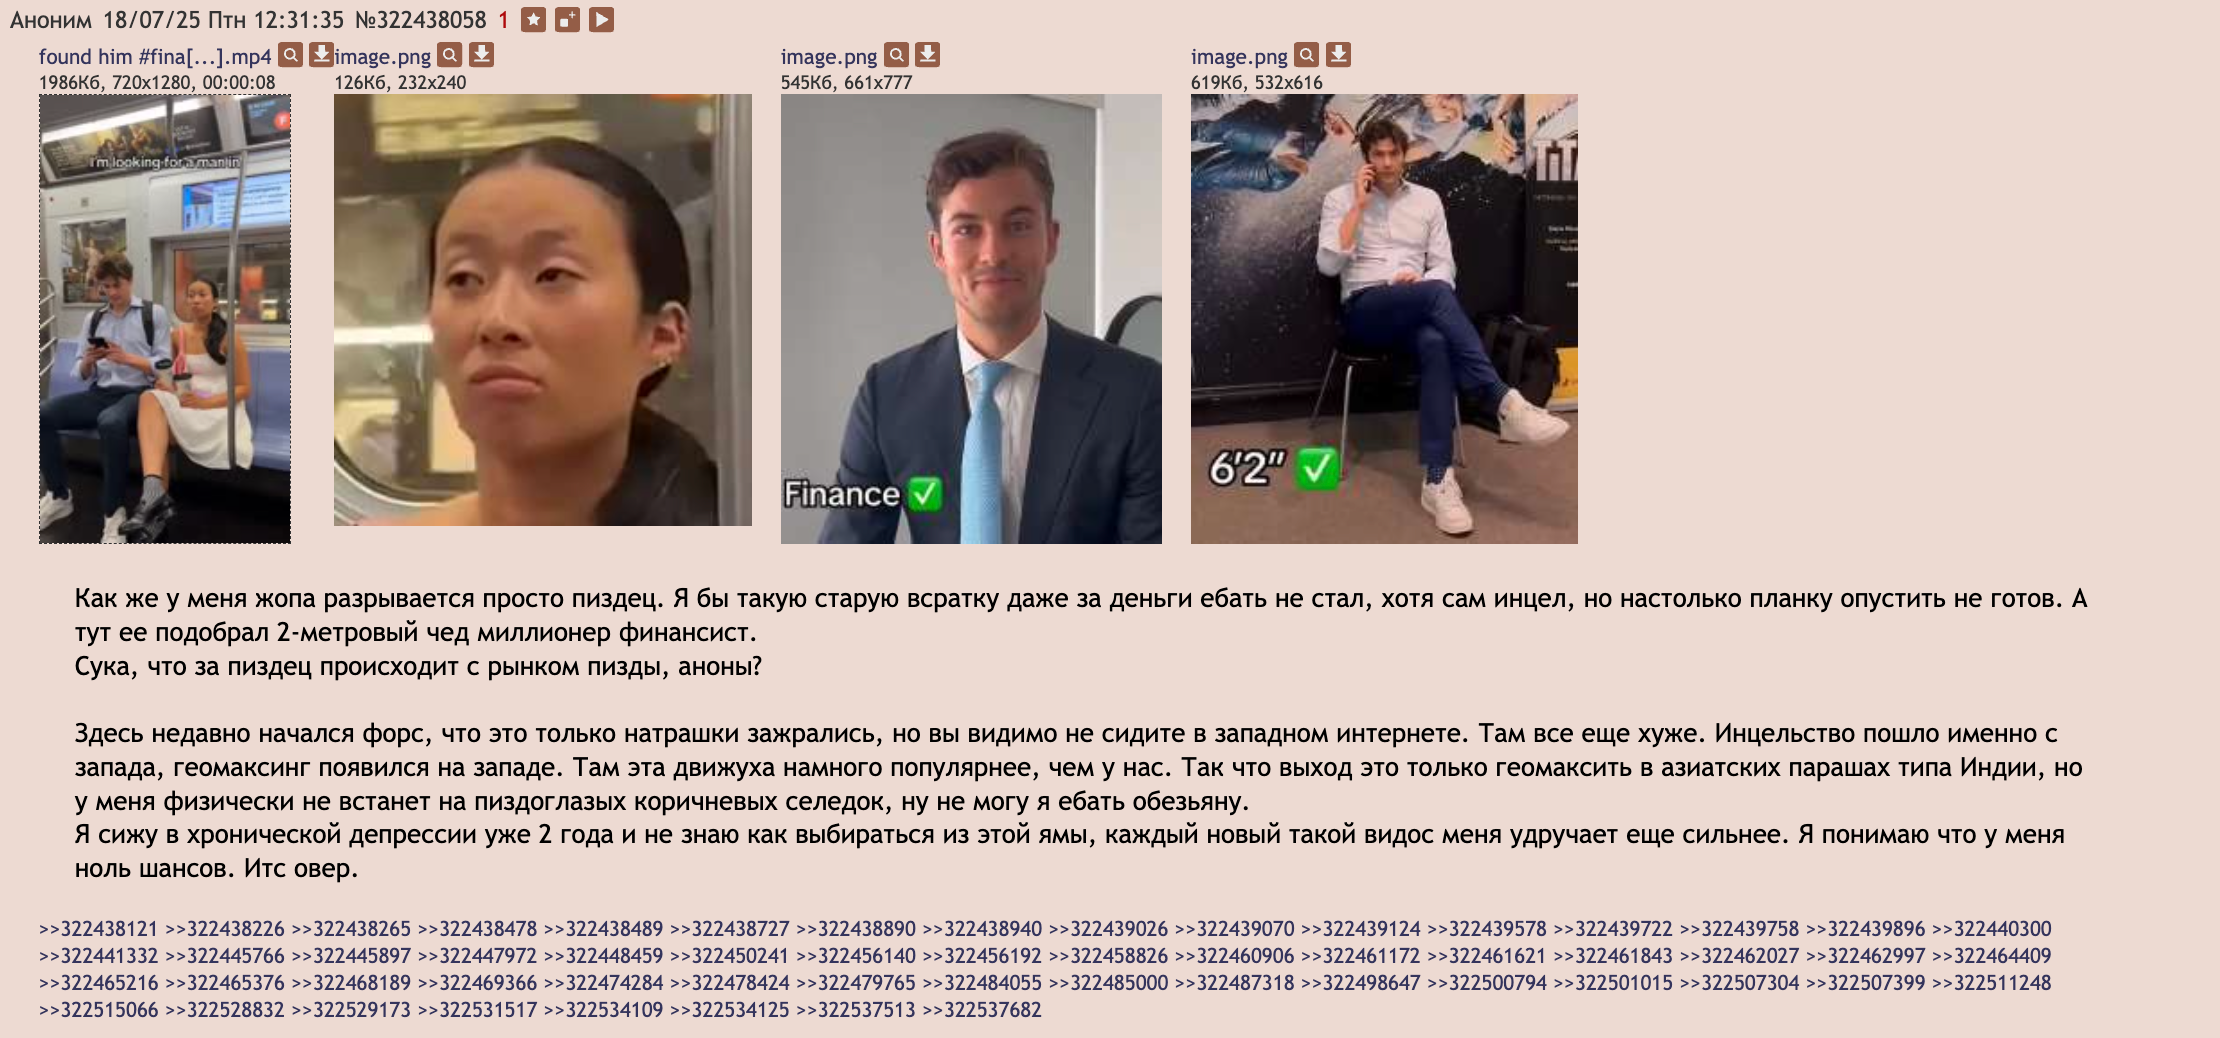 Аноним 18/07/25 Птн 12:31:35 №322438058 1
found him #fina[...].mp4
1986Кб, 720x1280, 00:00:08
image.png
126Кб, 232x240
image.png
545Кб, 661x777
image.png
619Кб, 532x616
I'm looking for a man in
Finance ✅
TITA
6'2" ✅
Как же у меня жопа разрывается просто пиздец. Я бы такую старую всратку даже за деньги ебать не стал, хотя сам инцел, но настолько планку опустить не готов. А
тут ее подобрал 2-метровый чед миллионер финансист.
Сука, что за пиздец происходит с рынком пизды, аноны?
Здесь недавно начался форс, что это только натрашки зажрались, но вы видимо не сидите в западном интернете. Там все еще хуже. Инцельство пошло именно с
запада, геомаксинг появился на западе. Там эта движуха намного популярнее, чем у нас. Так что выход это только геомаксить в азиатских парашах типа Индии, но
у меня физически не встанет на пиздоглазых коричневых селедок, ну не могу я ебать обезьяну.
Я сижу в хронической депрессии уже 2 года и не знаю как выбираться из этой ямы, каждый новый такой видос меня удручает еще сильнее. Я понимаю что у меня
ноль шансов. Итс овер.
>>322438121 >>322438226 >>322438265 >>322438478 >>322438489 >>322438727 >>322438890 >>322438940 >>322439026 >>322439070 >>322439124 >>322439578 >>322439722 >>322439758 >>322439896 >>322440300
>>322441332 >>322445766 >>322445897 >>322447972 >>322448459 >>322450241 >>322456140 >>322456192 >>322458826 >>322460906 >>322461172 >>322461621 >>322461843 >>322462027 >>322462997 >>322464409
>>322465216 >>322465376 >>322468189 >>322469366 >>322474284 >>322478424 >>322479765 >>322484055 >>322485000 >>322487318 >>322498647 >>322500794 >>322501015 >>322507304 >>322507399 >>322511248
>>322515066 >>322528832 >>322529173 >>322531517 >>322534109 >>322534125 >>322537513 >>322537682